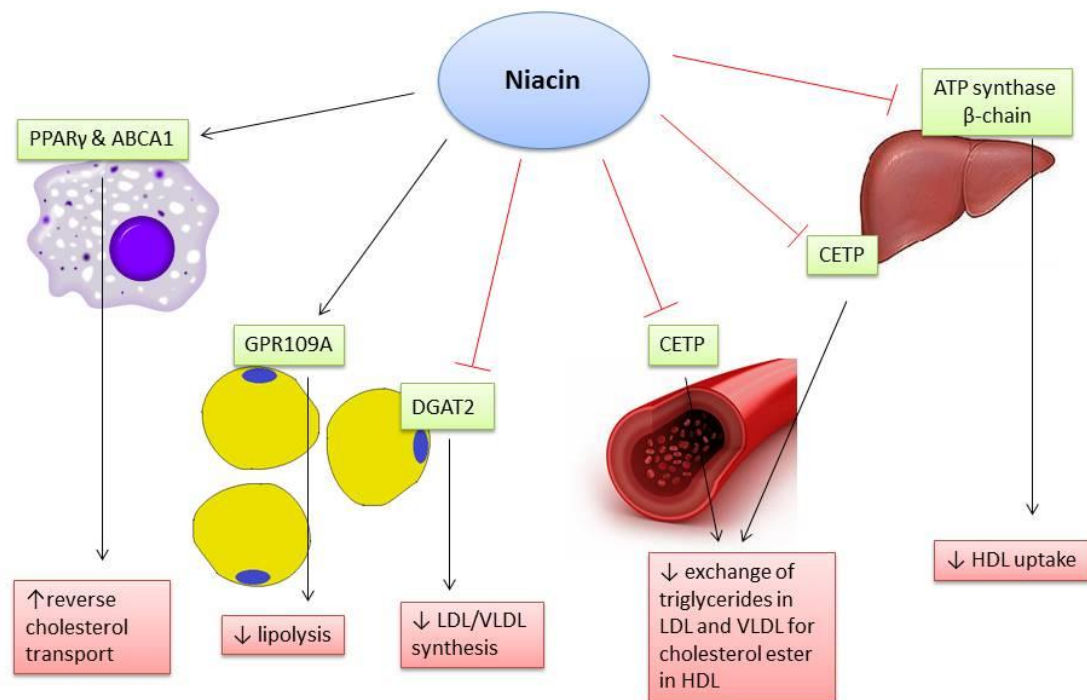 Niacin
ATP synthase
β-chain
PPARγ & ABCA1
CETP
GPR109A
CETP
DGAT2
↓ HDL uptake
↑reverse
cholesterol
transport
↓ lipolysis
↓ LDL/VLDL
synthesis
↓ exchange of
triglycerides in
LDL and VLDL for
cholesterol ester
in HDL